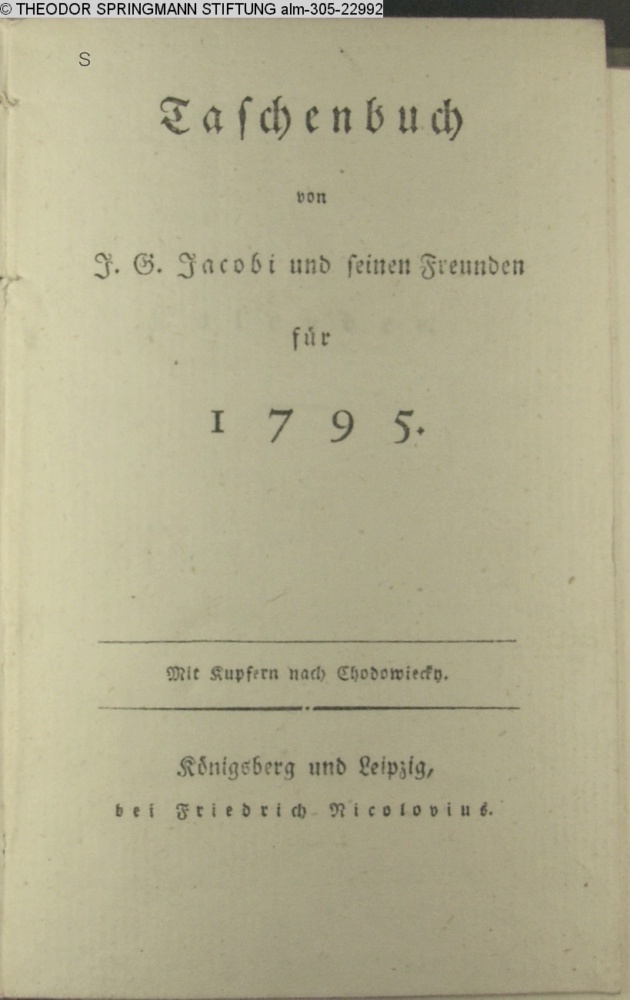 © THEODOR SPRINGMANN STIFTUNG alm-305-22992
S
Taſchenbuch
von
J. G. Jacobi und ſeinen Freunden
für
1795.
Mit Kupfern nach Chodowiecky.
Königsberg und Leipzig,
bei Friedrich Nicolovius.